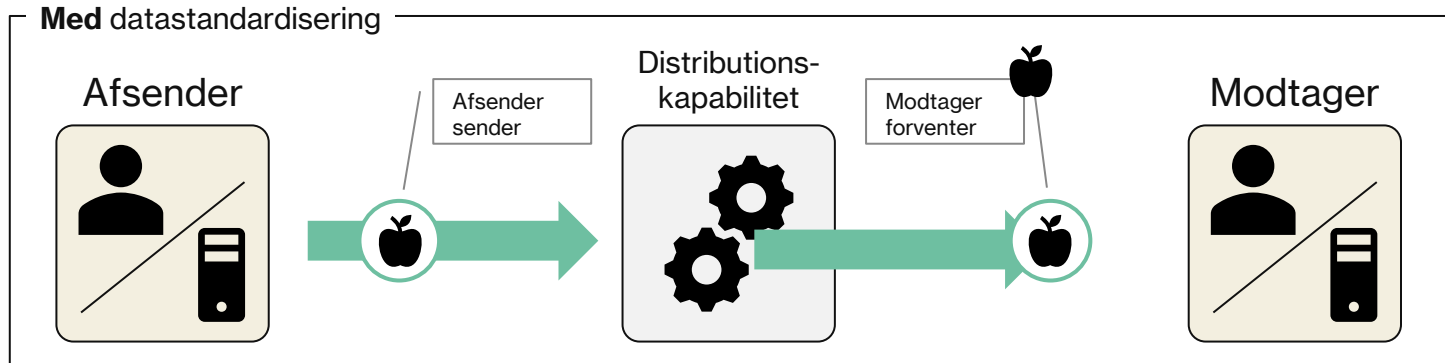 Med datastandardisering
Afsender
Afsender
sender
Distributions-
kapabilitet
Modtager
forventer
Modtager